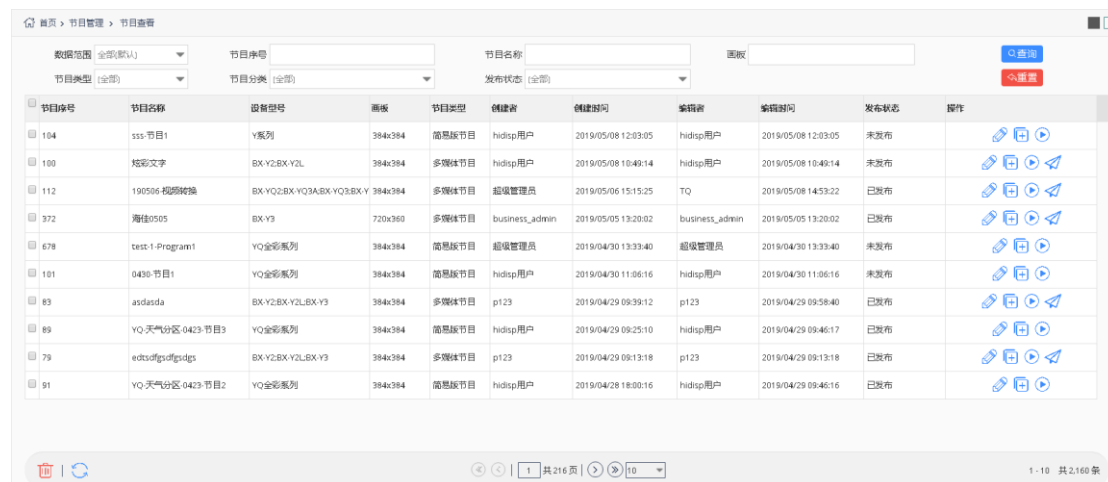 首页 › 节目管理 › 节目查看
数据范围 全部(默认) 节目序号 节目名称 画板 查询
节目类型 (全部) 节目分类 (全部) 发布状态 (全部) 重置
节目序号 节目名称 设备型号 画板 节目类型 创建者 创建时间 编辑者 编辑时间 发布状态 操作
104 sss-节目1 Y系列 384x384 简易版节目 hidisp用户 2019/05/08 12:03:05 hidisp用户 2019/05/08 12:03:05 未发布
100 炫彩文字 BX-Y2;BX-Y2L 384x384 多媒体节目 hidisp用户 2019/05/08 10:49:14 hidisp用户 2019/05/08 10:49:14 未发布
112 190506-视频转换 BX-YQ2;BX-YQ3A;BX-YQ3;BX-Y 384x384 多媒体节目 超级管理员 2019/05/06 15:15:25 TQ 2019/05/08 14:53:22 已发布
372 海佳0505 BX-Y3 720x360 多媒体节目 business_admin 2019/05/05 13:20:02 business_admin 2019/05/05 13:20:02 已发布
678 test-1-Program1 YQ全彩系列 384x384 简易版节目 超级管理员 2019/04/30 13:33:40 超级管理员 2019/04/30 13:33:40 未发布
101 0430-节目1 YQ全彩系列 384x384 简易版节目 hidisp用户 2019/04/30 11:06:16 hidisp用户 2019/04/30 11:06:16 未发布
83 asdasda BX-Y2;BX-Y2L;BX-Y3 384x384 多媒体节目 p123 2019/04/29 09:39:12 p123 2019/04/29 09:58:40 已发布
89 YQ-天气分区-0423-节目3 YQ全彩系列 384x384 简易版节目 hidisp用户 2019/04/29 09:25:10 hidisp用户 2019/04/29 09:46:17 已发布
79 edtsdfgsdfgsdgs BX-Y2;BX-Y2L;BX-Y3 384x384 多媒体节目 p123 2019/04/29 09:13:18 p123 2019/04/29 09:13:18 已发布
91 YQ-天气分区-0423-节目2 YQ全彩系列 384x384 简易版节目 hidisp用户 2019/04/28 18:00:16 hidisp用户 2019/04/29 09:46:16 已发布
1 共216页 10 1 - 10 共2,160条